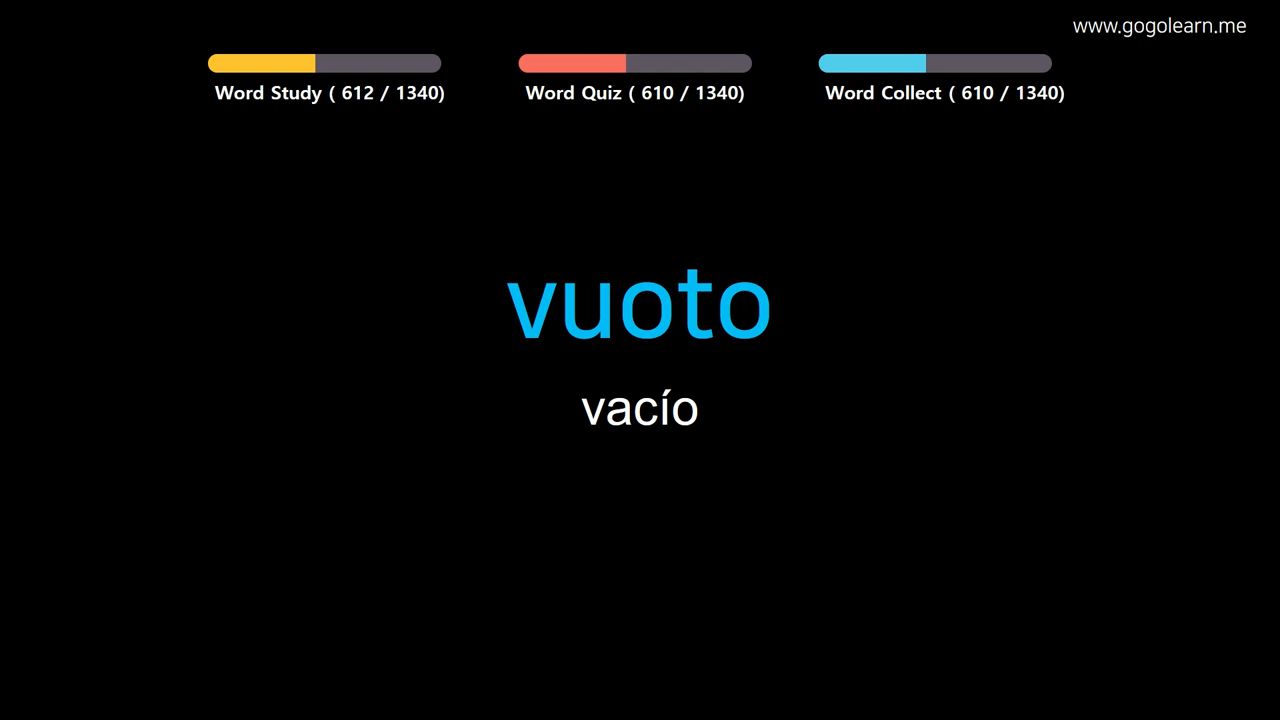 www.gogolearn.me
Word Study ( 612 / 1340)
Word Quiz ( 610 / 1340)
Word Collect ( 610 / 1340)
vuoto
vacío